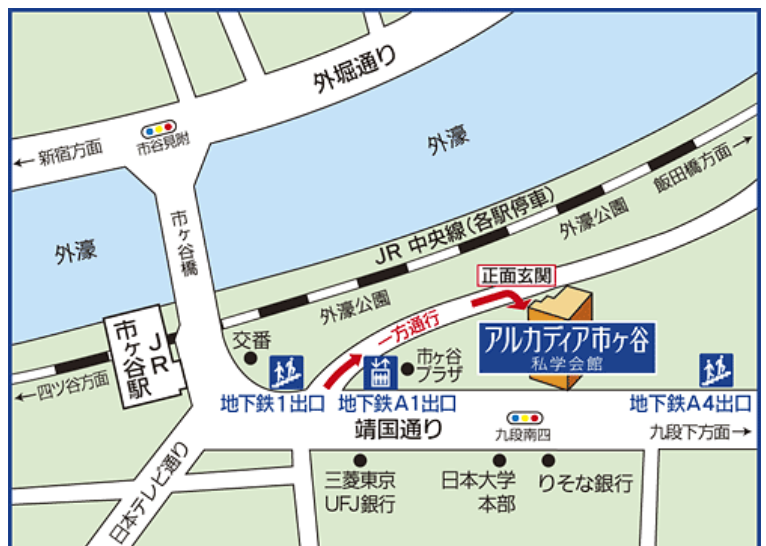 外堀通り
←新宿方面
市谷見附
外濠
飯田橋方面→
市ヶ谷橋
外濠
JR 中央線(各駅停車)
外濠公園
正面玄関
外濠公園
一方通行
JR
市ヶ谷駅
交番
市ヶ谷
プラザ
アルカディア市ヶ谷
私学会館
←四ツ谷方面
地下鉄1出口
地下鉄A1出口
地下鉄A4出口
靖国通り
九段南四
九段下方面→
日本テレビ通り
三菱東京
UFJ銀行
日本大学
本部
りそな銀行